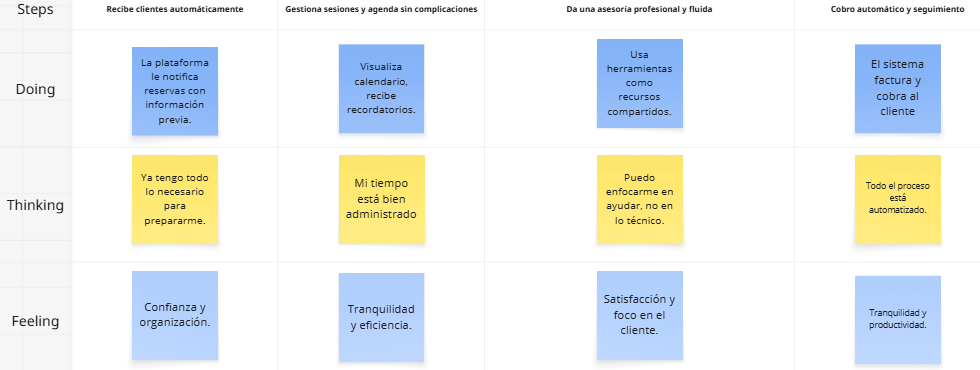 Steps
Recibe clientes automáticamente
Gestiona sesiones y agenda sin complicaciones
Da una asesoría profesional y fluida
Cobro automático y seguimiento
Doing
La plataforma
le notifica
reservas con
información
previa.
Visualiza
calendario,
recibe
recordatorios.
Usa
herramientas
como
recursos
compartidos.
El sistema
factura y
cobra al
cliente
Thinking
Ya tengo todo
lo necesario
para
prepararme.
Mi tiempo
está bien
administrado
Puedo
enfocarme en
ayudar, no en
lo técnico.
Todo el proceso
está
automatizado.
Feeling
Confianza y
organización.
Tranquilidad
y eficiencia.
Satisfacción y
foco en el
cliente.
Tranquilidad y
productividad.